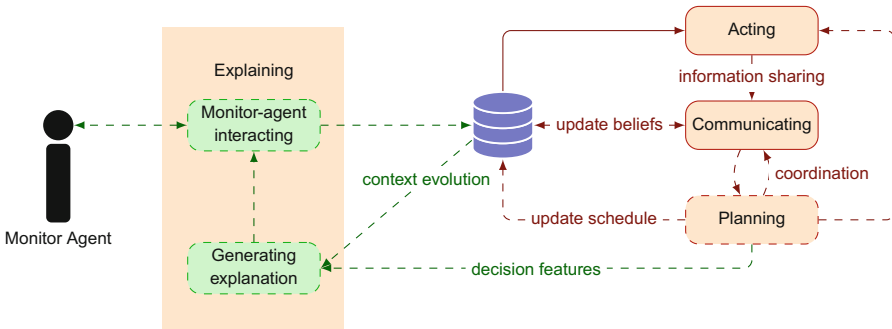 Acting
Explaining
information sharing
Monitor-agent
interacting
update beliefs
Communicating
context evolution
coordination
update schedule
Planning
Monitor Agent
Generating
explanation
decision features